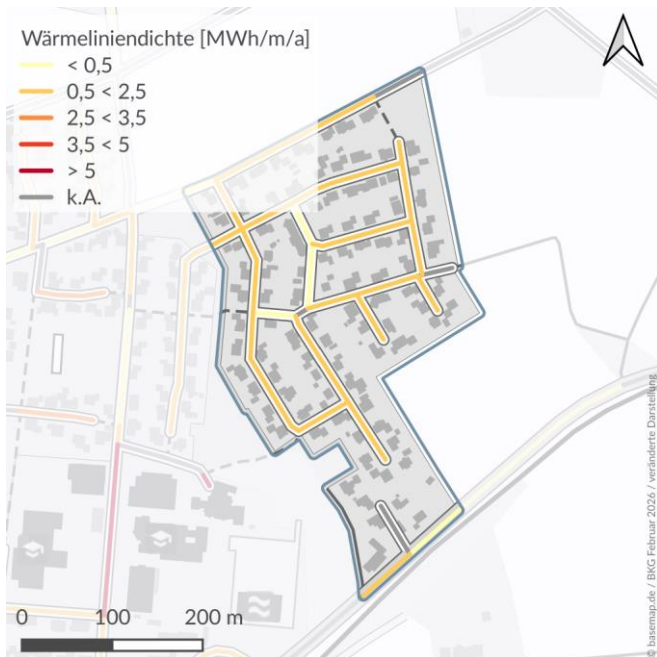 Wärmeliniendichte [MWh/m/a]
< 0,5
0,5 < 2,5
2,5 < 3,5
3,5 < 5
> 5
k.A.
0 100 200 m
© basemap.de / BKG Februar 2026 / veränderte Darstellung